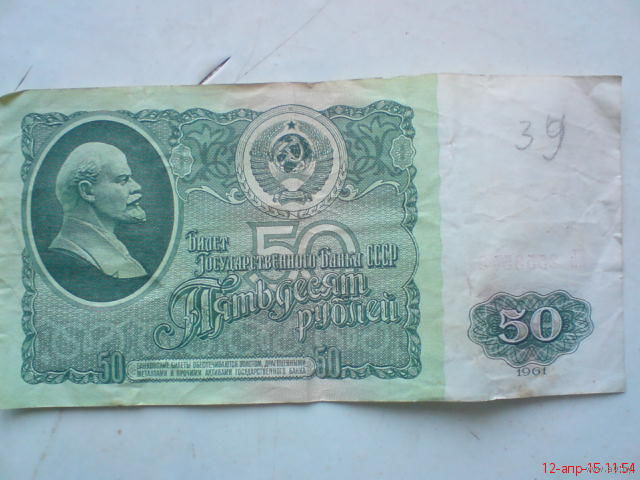 39
50
Билет
Государственного Банка СССР
Пятьдесят
рублей
50 БАНКОВСКИЕ БИЛЕТЫ ОБЕСПЕЧИВАЮТСЯ ЗОЛОТОМ, ДРАГОЦЕННЫМИ 50
МЕТАЛЛАМИ И ПРОЧИМИ АКТИВАМИ ГОСУДАРСТВЕННОГО БАНКА
50
1961
12-апр-15 11:54